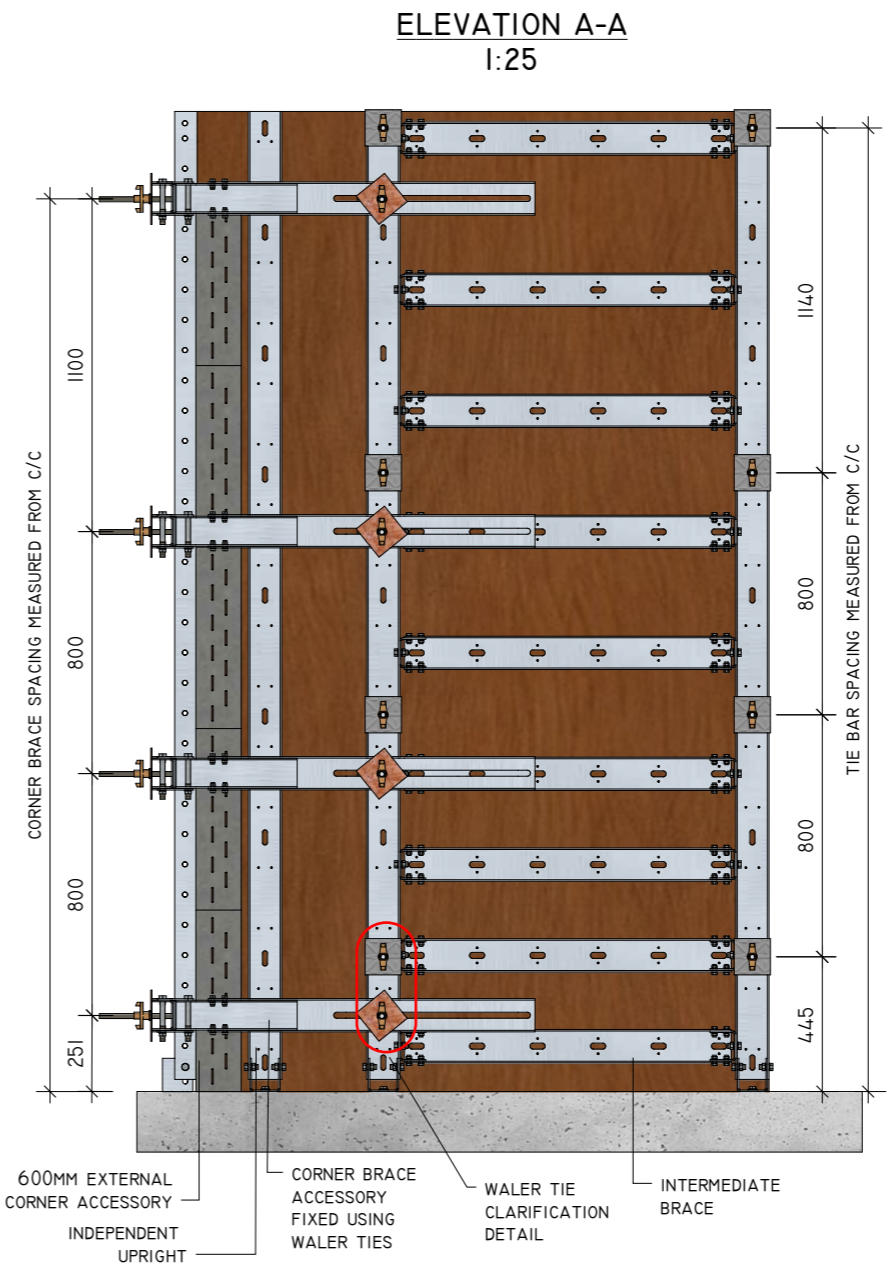 ELEVATION A-A
1:25
1100
800
800
251
CORNER BRACE SPACING MEASURED FROM C/C
1140
800
800
445
TIE BAR SPACING MEASURED FROM C/C
600MM EXTERNAL
CORNER ACCESSORY
INDEPENDENT
UPRIGHT
CORNER BRACE
ACCESSORY
FIXED USING
WALER TIES
WALER TIE
CLARIFICATION
DETAIL
INTERMEDIATE
BRACE